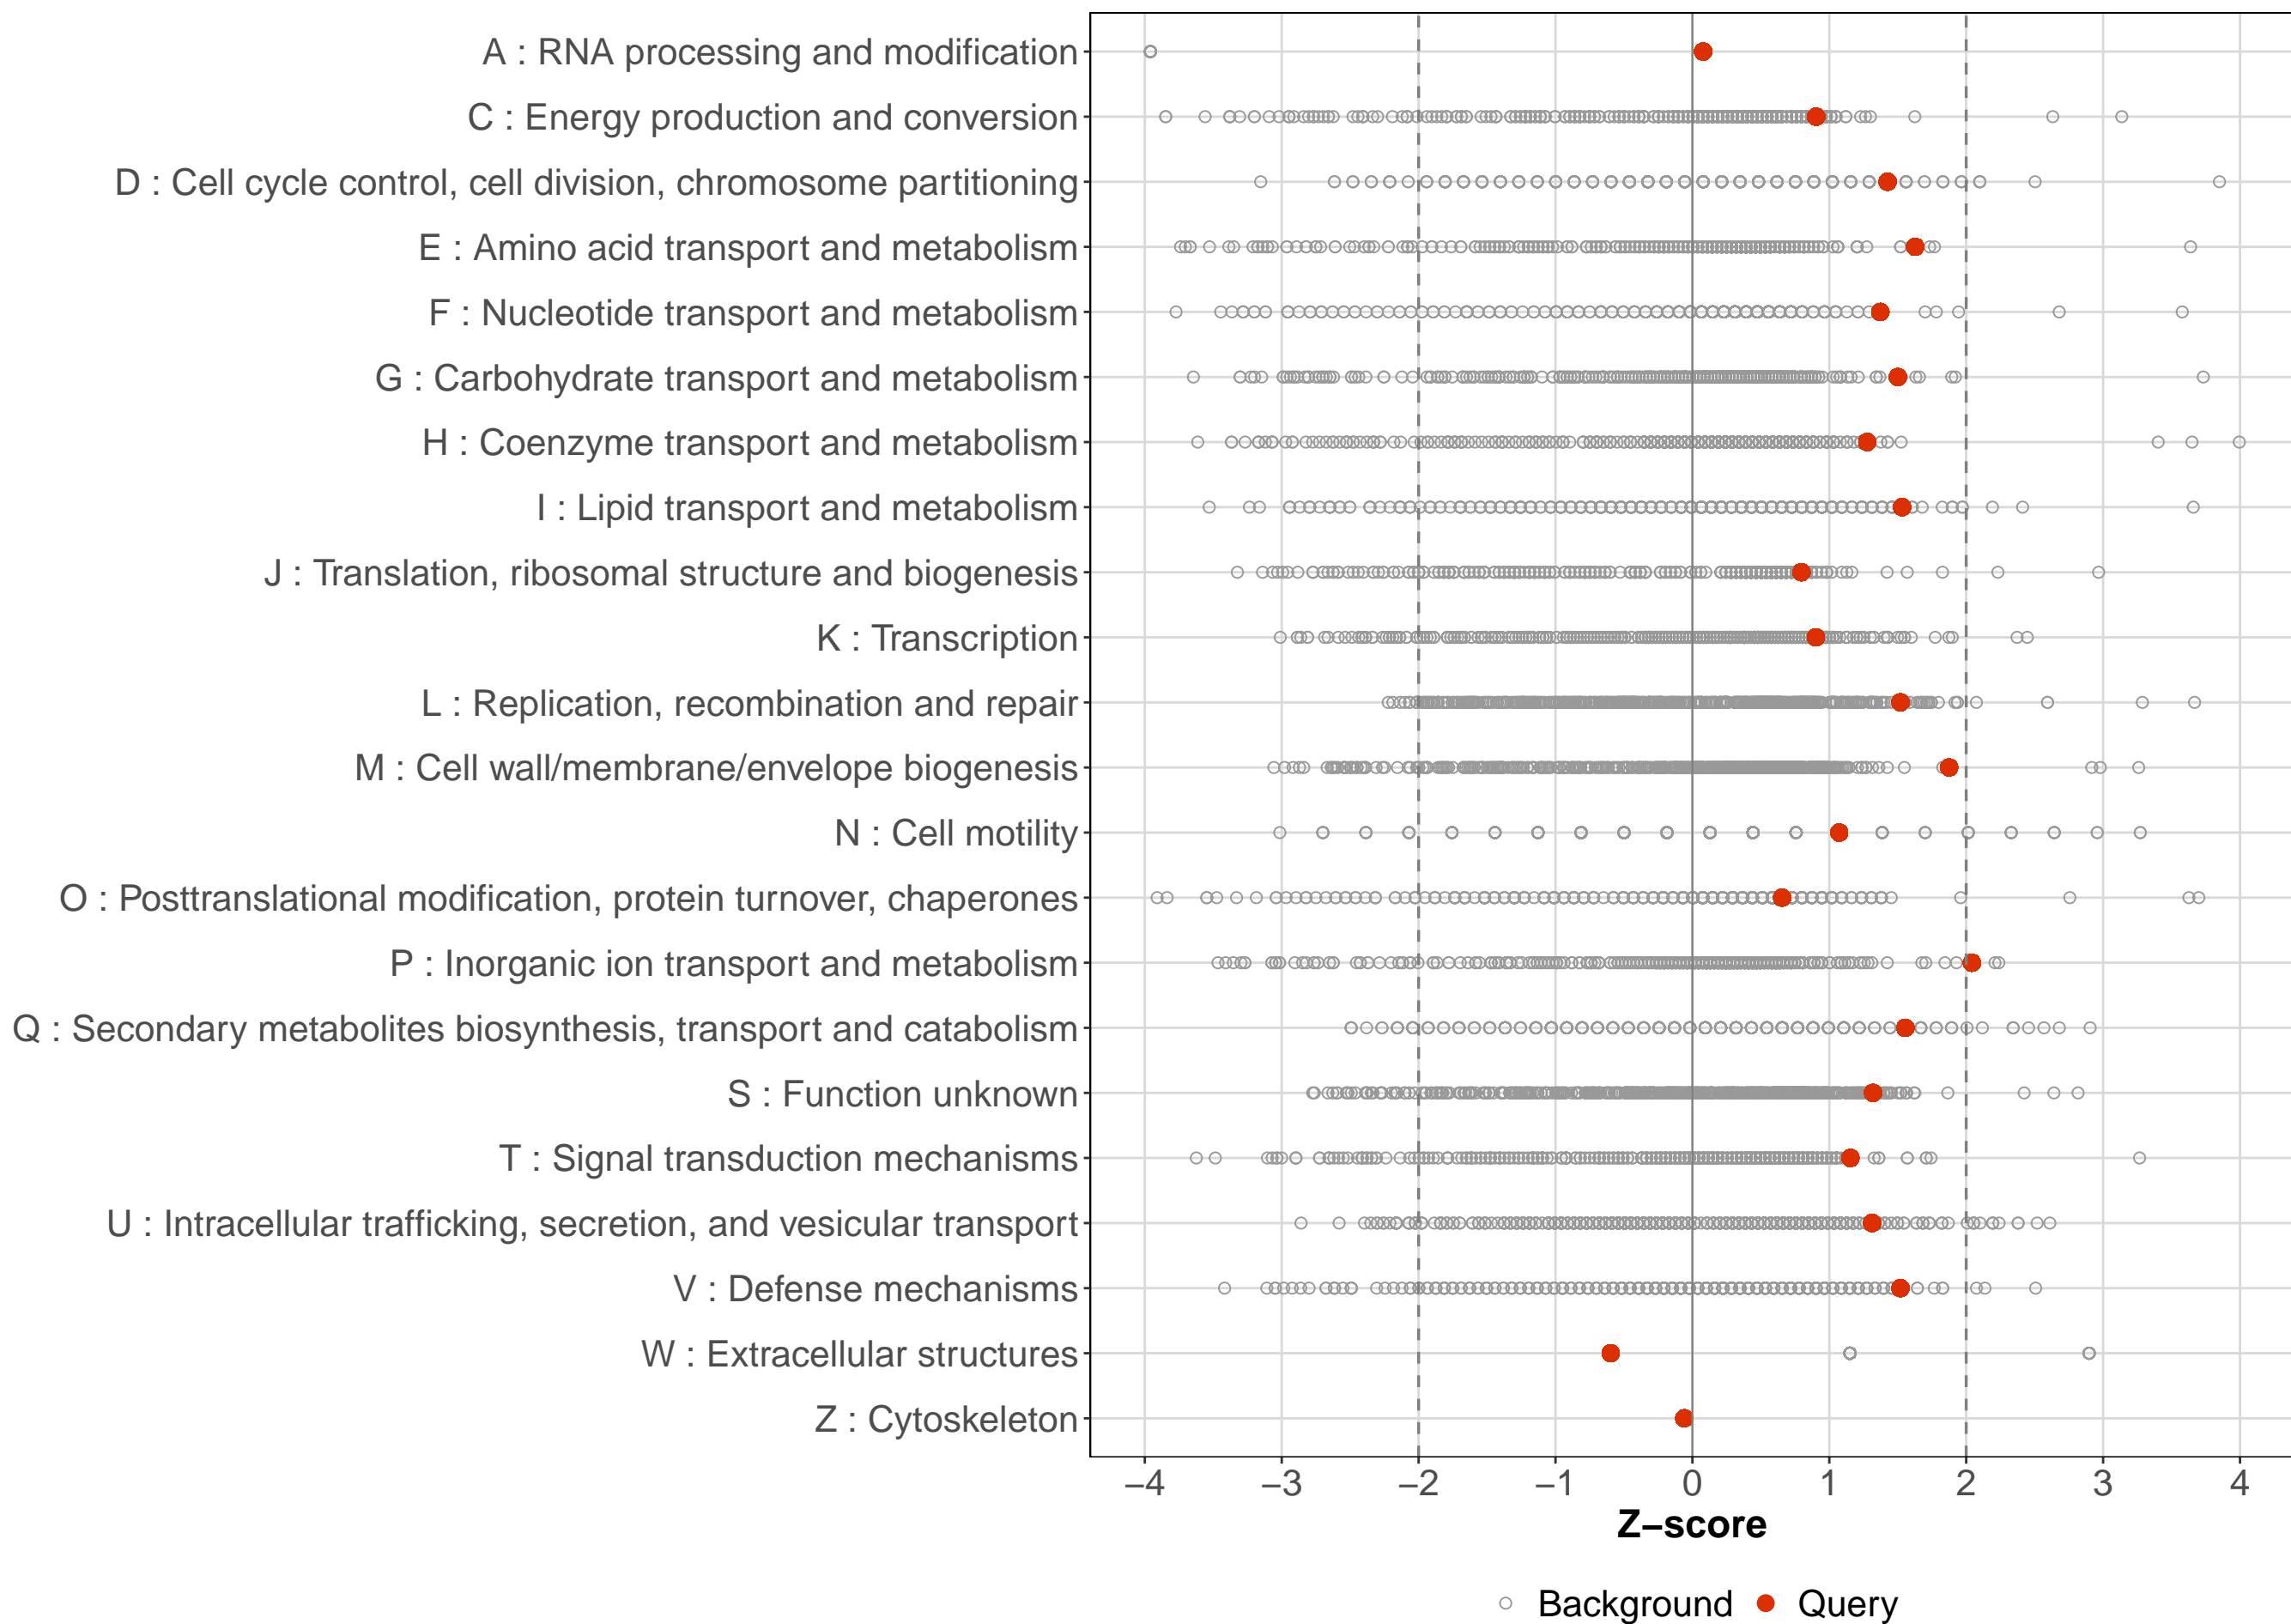 A : RNA processing and modification
C : Energy production and conversion
D : Cell cycle control, cell division, chromosome partitioning
E : Amino acid transport and metabolism
F : Nucleotide transport and metabolism
G : Carbohydrate transport and metabolism
H : Coenzyme transport and metabolism
I : Lipid transport and metabolism
J : Translation, ribosomal structure and biogenesis
K : Transcription
L : Replication, recombination and repair
M : Cell wall/membrane/envelope biogenesis
N : Cell motility
O : Posttranslational modification, protein turnover, chaperones
P : Inorganic ion transport and metabolism
Q : Secondary metabolites biosynthesis, transport and catabolism
S : Function unknown
T : Signal transduction mechanisms
U : Intracellular trafficking, secretion, and vesicular transport
V : Defense mechanisms
W : Extracellular structures
Z : Cytoskeleton
−4 −3 −2 −1 0 1 2 3 4
Z−score
Background Query